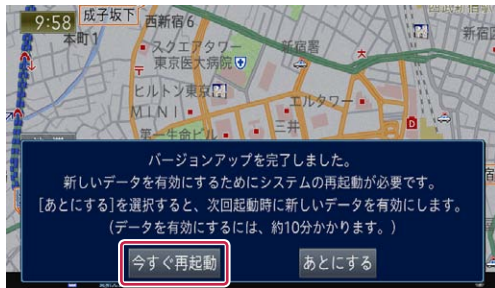 9:58
成子坂下
西新宿6
本町1
スクエアタワー
新宿署
東京医大病院
ヒルトン東京
MINI
エルタワー
三井
第一生命ビル
D
バージョンアップを完了しました。
新しいデータを有効にするためにシステムの再起動が必要です。
[あとにする]を選択すると、次回起動時に新しいデータを有効にします。
(データを有効にするには、約10分かかります。)
今すぐ再起動
あとにする